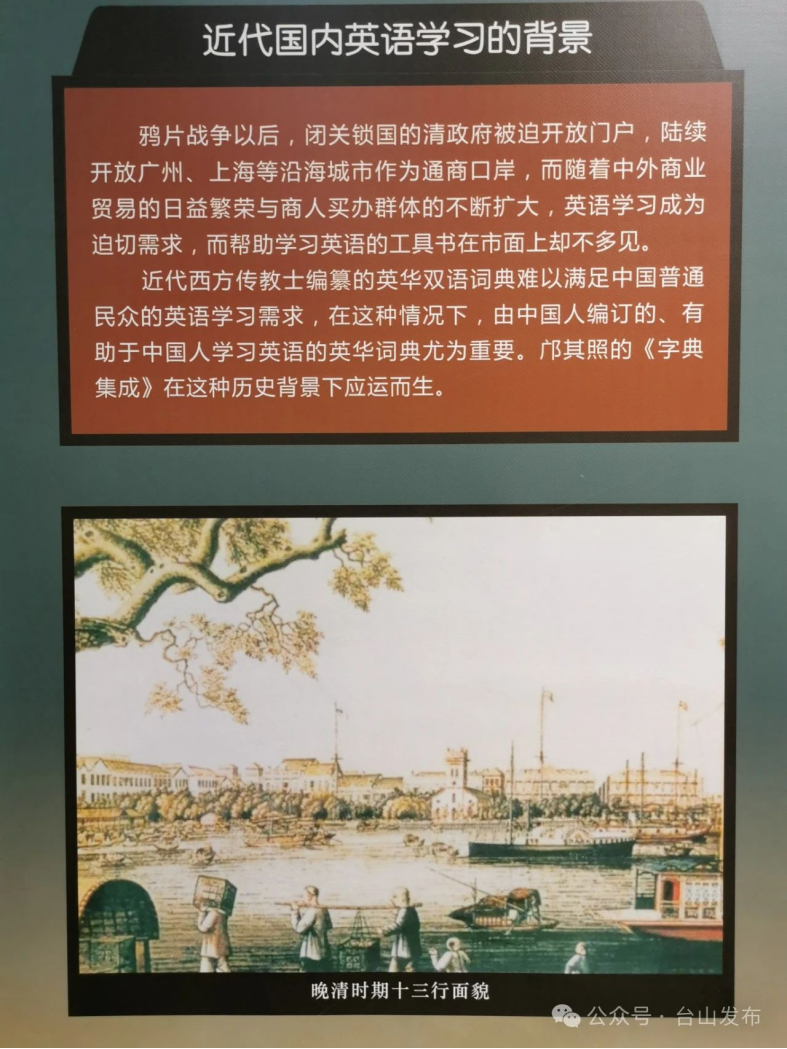 近代国内英语学习的背景
鸦片战争以后，闭关锁国的清政府被迫开放门户，陆续
开放广州、上海等沿海城市作为通商口岸，而随着中外商业
贸易的日益繁荣与商人买办群体的不断扩大，英语学习成为
迫切需求，而帮助学习英语的工具书在市面上却不多见。
近代西方传教士编纂的英华双语词典难以满足中国普通
民众的英语学习需求，在这种情况下，由中国人编订的、有
助于中国人学习英语的英华词典尤为重要。邝其照的《字典
集成》在这种历史背景下应运而生。
晚清时期十三行面貌
公众号·台山发布